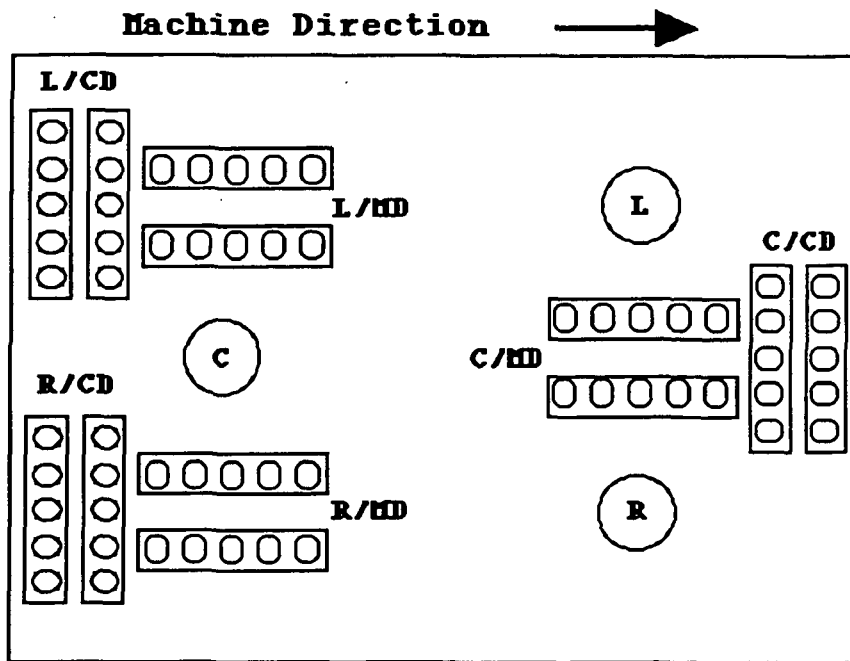 Machine Direction
L/CD
L/MD
L
C/CD
C
C/MD
R/CD
R/MD
R